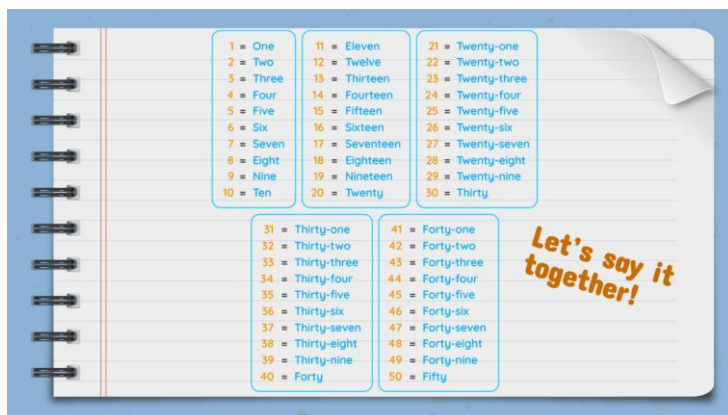 1 = One
2 = Two
3 = Three
4 = Four
5 = Five
6 = Six
7 = Seven
8 = Eight
9 = Nine
10 = Ten
11 = Eleven
12 = Twelve
13 = Thirteen
14 = Fourteen
15 = Fifteen
16 = Sixteen
17 = Seventeen
18 = Eighteen
19 = Nineteen
20 = Twenty
21 = Twenty-one
22 = Twenty-two
23 = Twenty-three
24 = Twenty-four
25 = Twenty-five
26 = Twenty-six
27 = Twenty-seven
28 = Twenty-eight
29 = Twenty-nine
30 = Thirty
31 = Thirty-one
32 = Thirty-two
33 = Thirty-three
34 = Thirty-four
35 = Thirty-five
36 = Thirty-six
37 = Thirty-seven
38 = Thirty-eight
39 = Thirty-nine
40 = Forty
41 = Forty-one
42 = Forty-two
43 = Forty-three
44 = Forty-four
45 = Forty-five
46 = Forty-six
47 = Forty-seven
48 = Forty-eight
49 = Forty-nine
50 = Fifty
Let's say it
together!